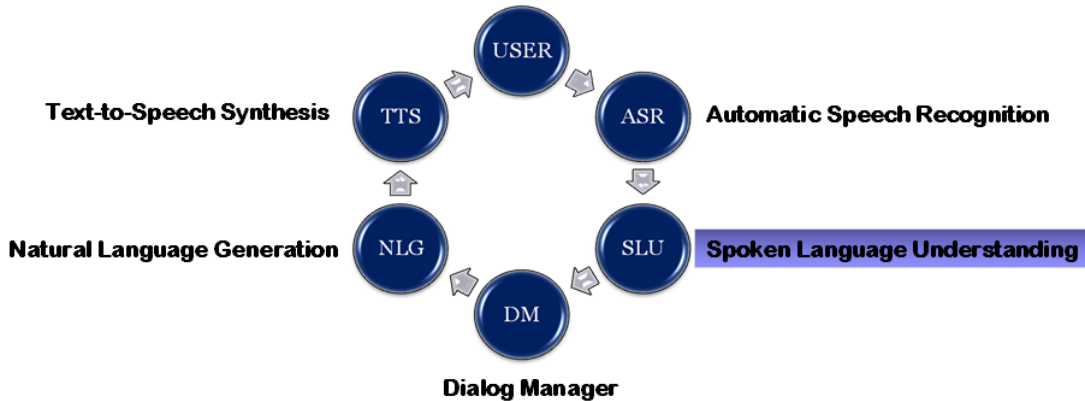 USER
Text-to-Speech Synthesis
TTS
ASR
Automatic Speech Recognition
Natural Language Generation
NLG
SLU
Spoken Language Understanding
DM
Dialog Manager